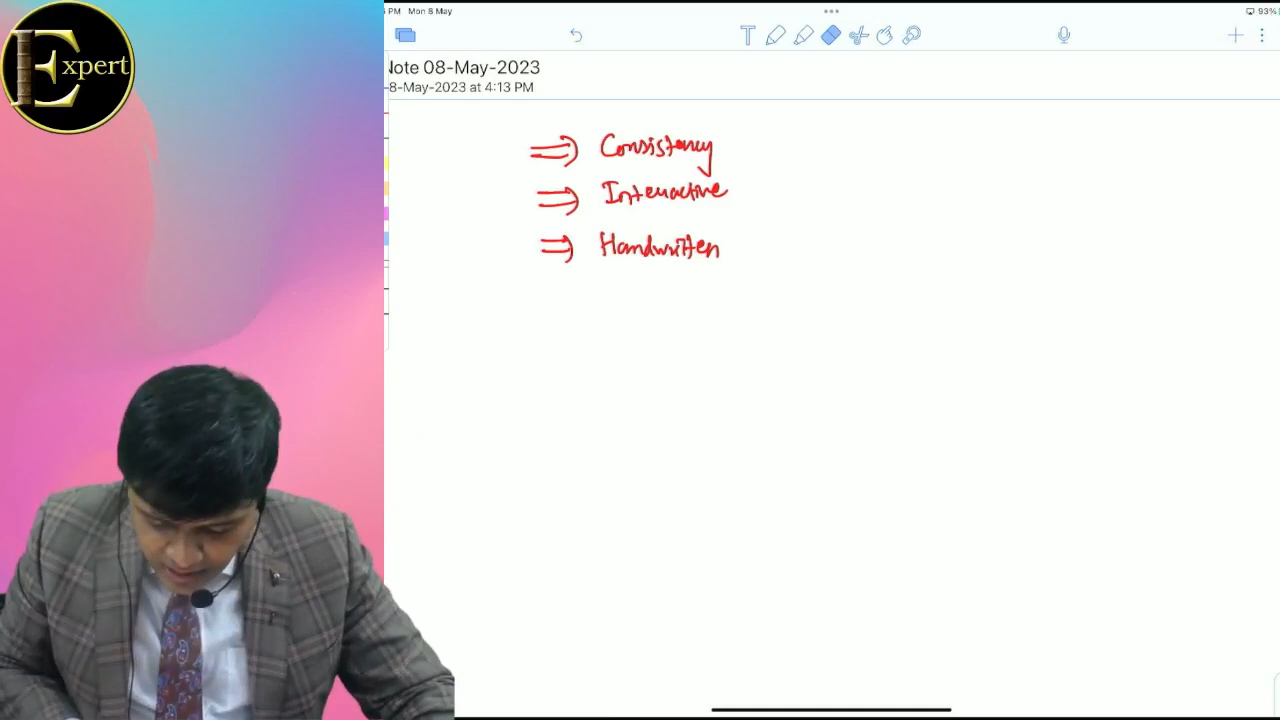 Expert
PM Mon 8 May
93%
Note 08-May-2023
8-May-2023 at 4:13 PM
⇒ Consistency
⇒ Interactive
⇒ Handwritten